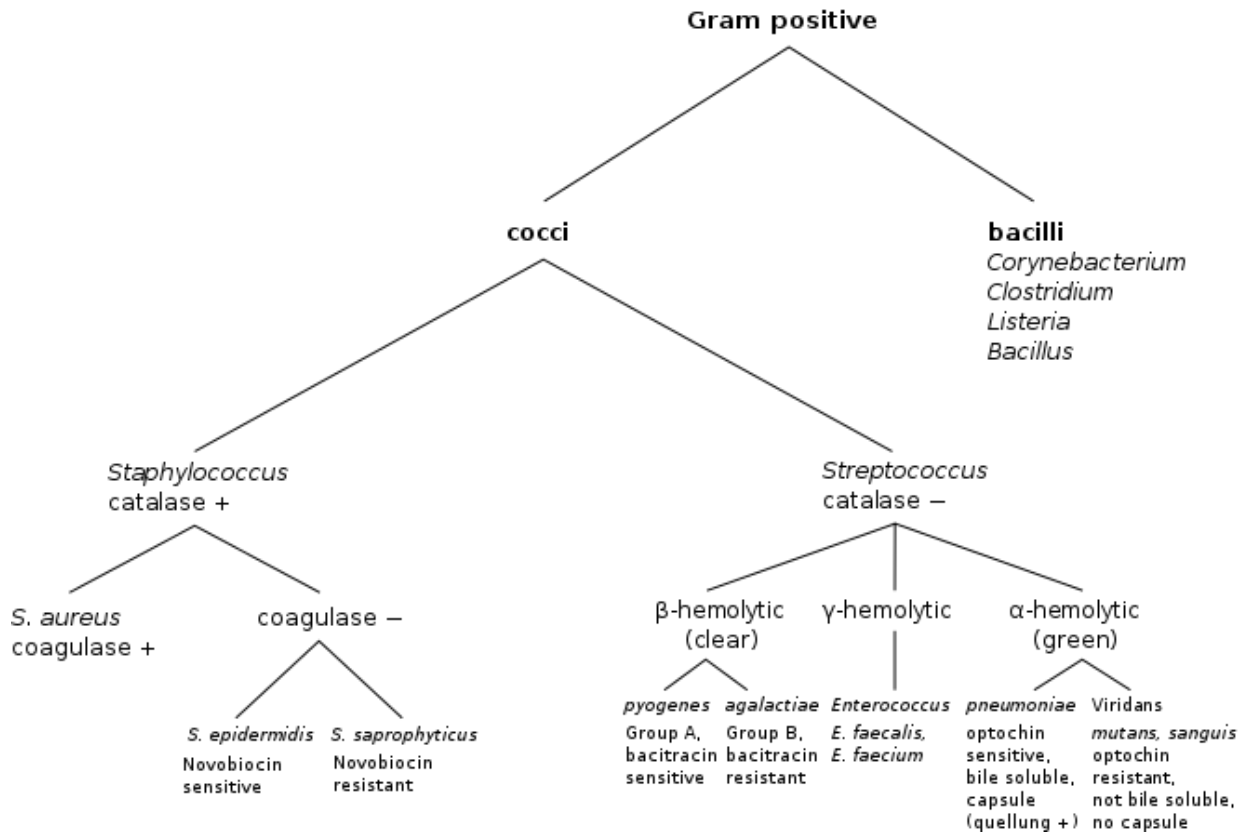 Gram positive
cocci
bacilli
Corynebacterium
Clostridium
Listeria
Bacillus
Staphylococcus
catalase +
Streptococcus
catalase −
S. aureus
coagulase +
coagulase −
β-hemolytic
(clear)
γ-hemolytic
α-hemolytic
(green)
S. epidermidis
Novobiocin
sensitive
S. saprophyticus
Novobiocin
resistant
pyogenes
Group A,
bacitracin
sensitive
agalactiae
Group B,
bacitracin
resistant
Enterococcus
E. faecalis,
E. faecium
pneumoniae
optochin
sensitive,
bile soluble,
capsule
(quellung +)
Viridans
mutans, sanguis
optochin
resistant,
not bile soluble,
no capsule